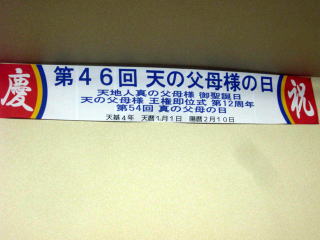 慶
第46回 天の父母様の日
天地人真の父母様 御聖誕日
天の父母様 王権即位式 第12周年
第54回 真の父母の日
天基4年 天暦1月1日 陽暦2月10日
祝